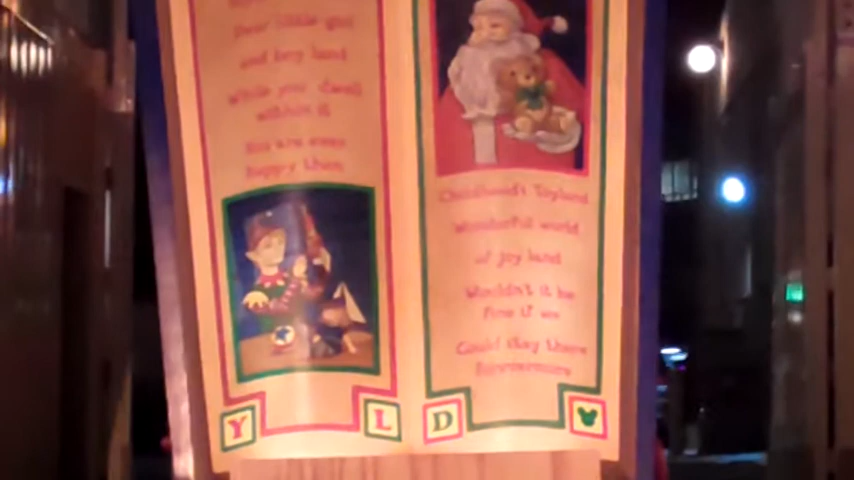 Dear little girl
and boy land
While you dwell
within it
You are ever
happy then
Childhood's Toyland
Wonderful world
of joy land
Wouldn't it be
fine if we
Could stay there
forevermore
Y L D